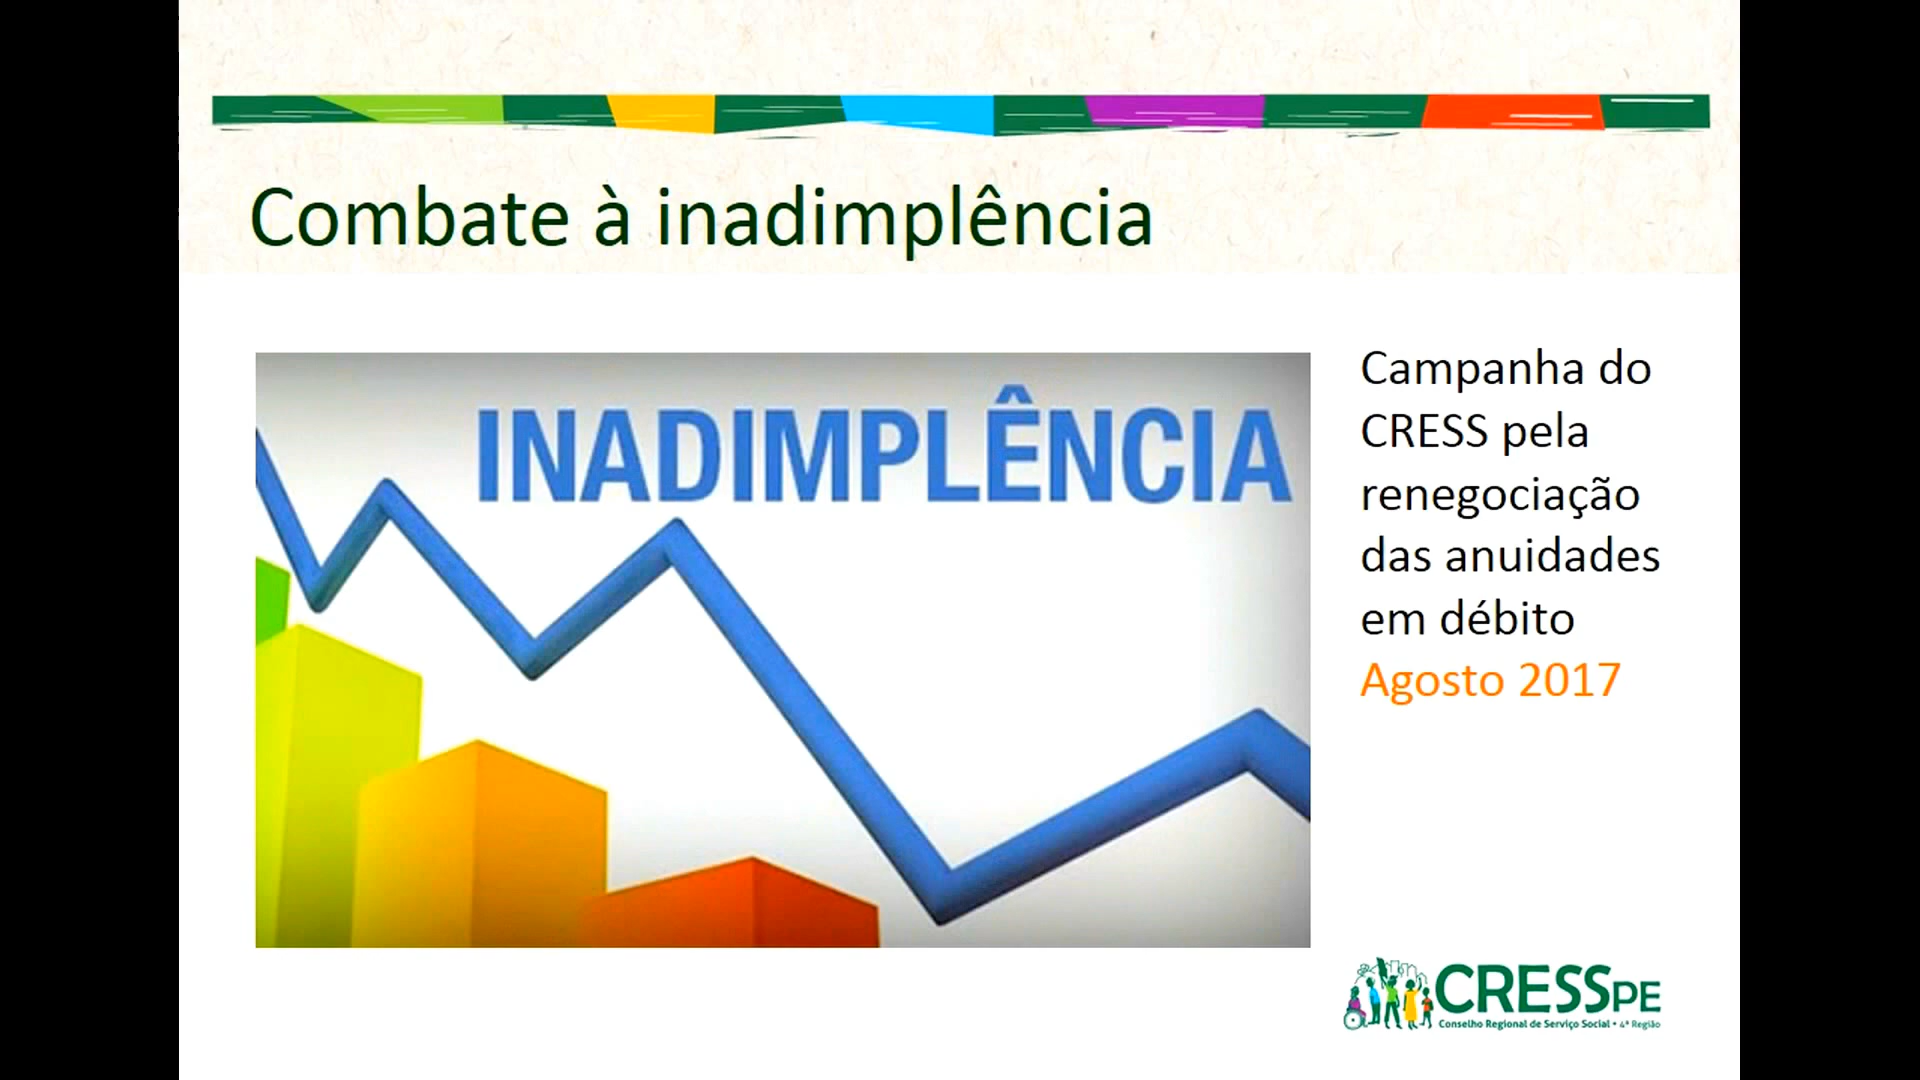 Combate à inadimplência
INADIMPLÊNCIA
Campanha do
CRESS pela
renegociação
das anuidades
em débito
Agosto 2017
CRESSPE
Conselho Regional de Serviço Social • 4ª Região